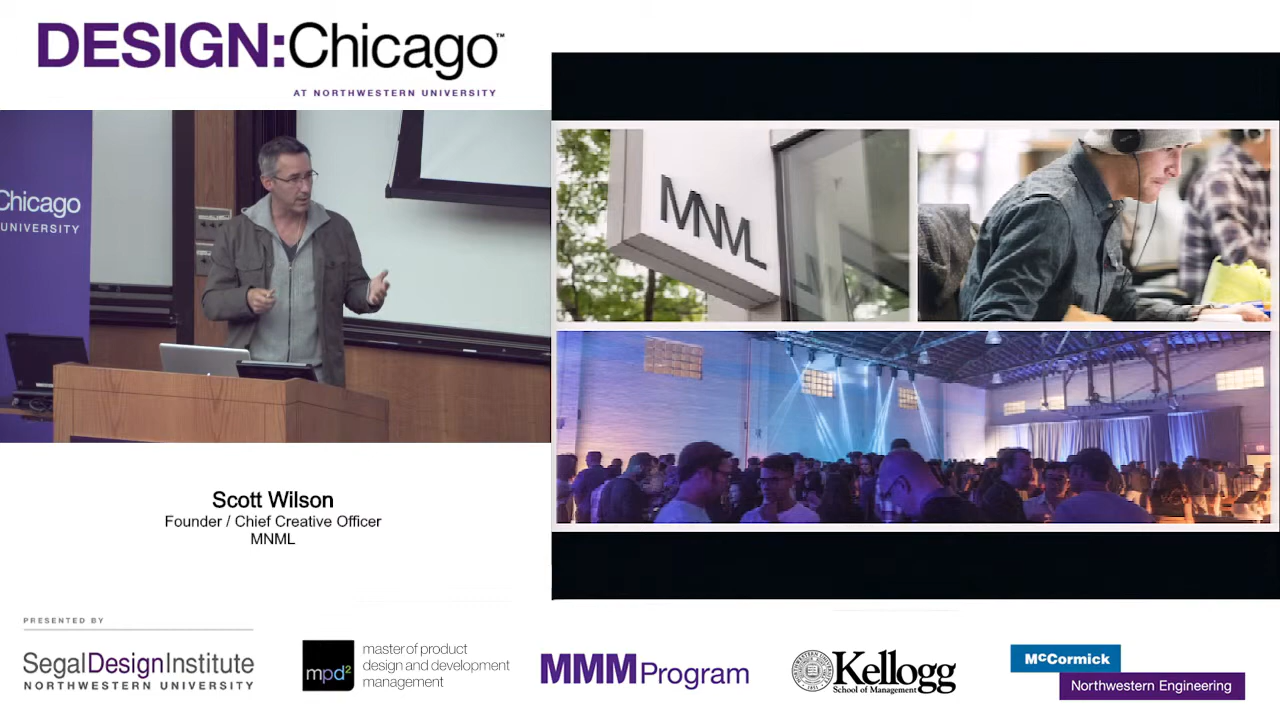 DESIGN:Chicago™
AT NORTHWESTERN UNIVERSITY
Chicago
UNIVERSITY
MNML
Scott Wilson
Founder / Chief Creative Officer
MNML
PRESENTED BY
SegalDesignInstitute
NORTHWESTERN UNIVERSITY
mpd²
master of product
design and development
management
MMM Program
Kellogg
School of Management
McCormick
Northwestern Engineering